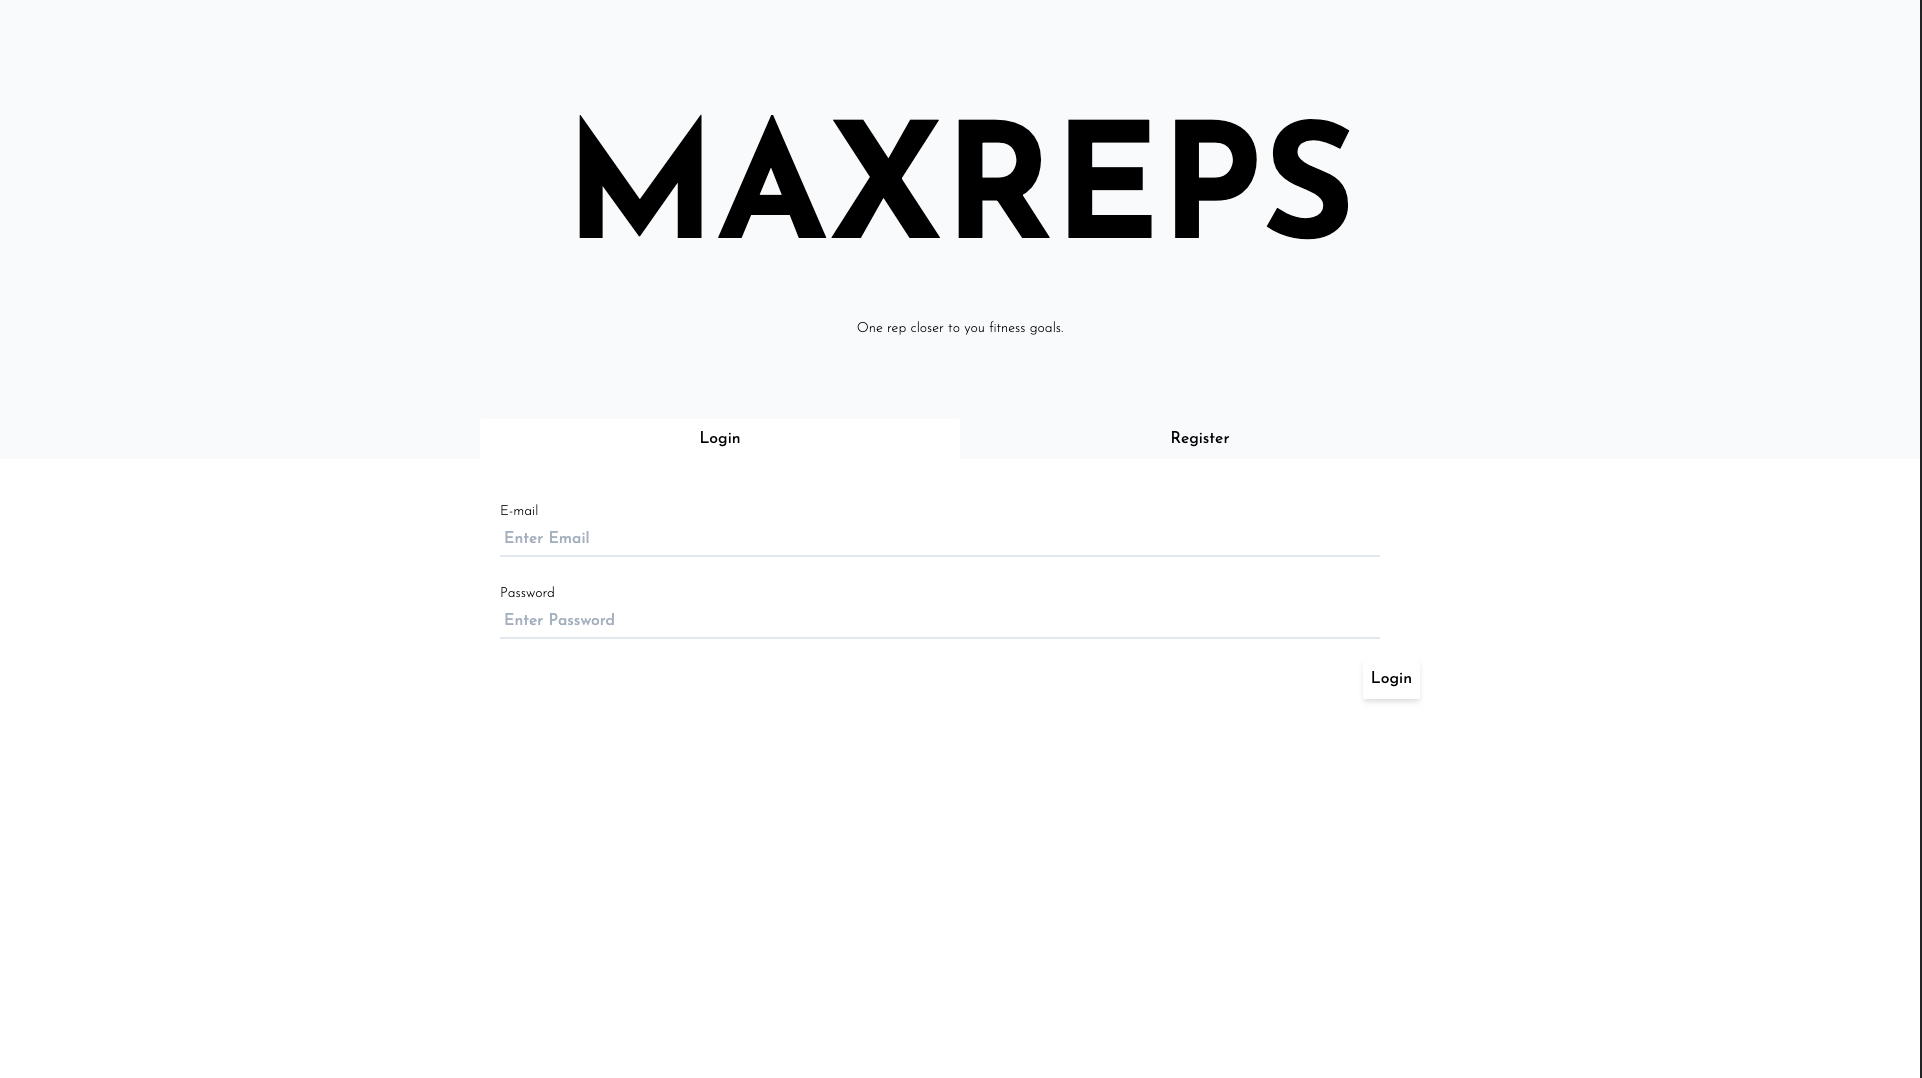 MAXREPS
One rep closer to you fitness goals.
Login Register
E-mail
Enter Email
Password
Enter Password
Login